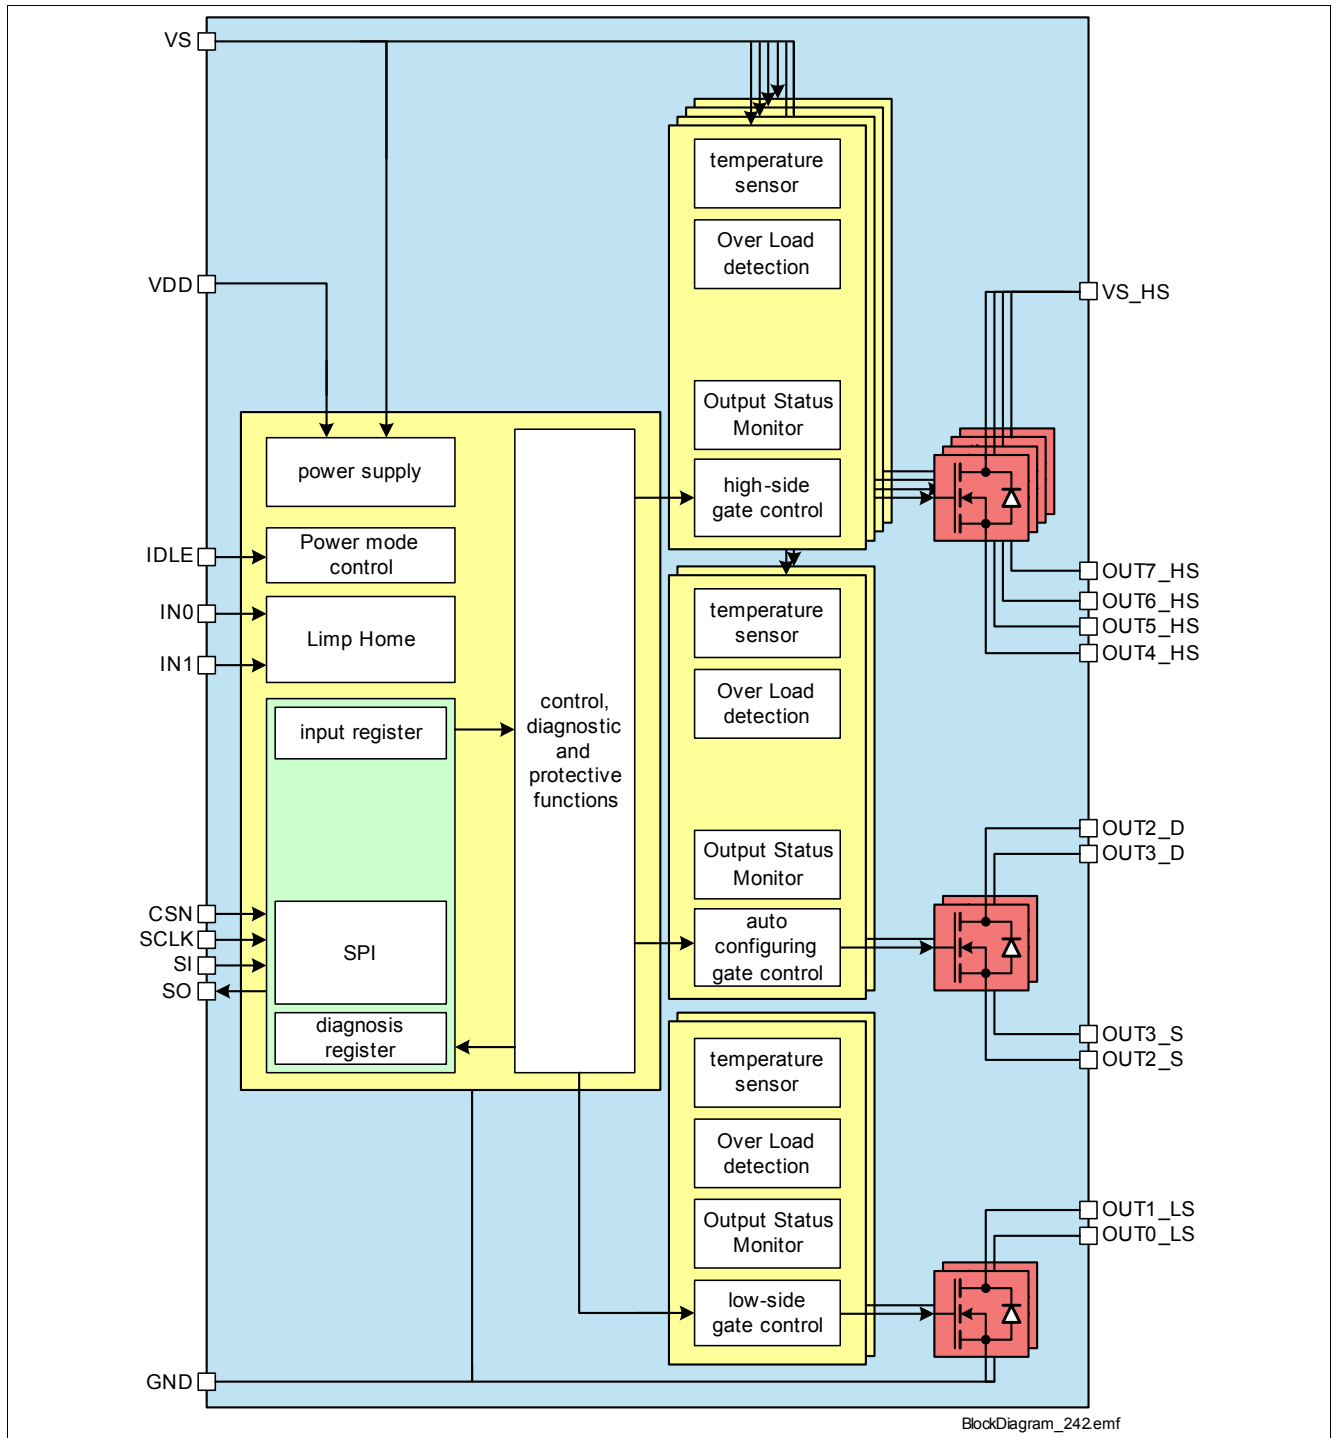 VS
VDD
IDLE
IN0
IN1
CSN
SCLK
SI
SO
GND
power supply
Power mode
control
Limp Home
input register
SPI
diagnosis
register
control,
diagnostic
and
protective
functions
temperature
sensor
Over Load
detection
Output Status
Monitor
high-side
gate control
temperature
sensor
Over Load
detection
Output Status
Monitor
auto
configuring
gate control
temperature
sensor
Over Load
detection
Output Status
Monitor
low-side
gate control
VS_HS
OUT7_HS
OUT6_HS
OUT5_HS
OUT4_HS
OUT2_D
OUT3_D
OUT3_S
OUT2_S
OUT1_LS
OUT0_LS
BlockDiagram_242.emf